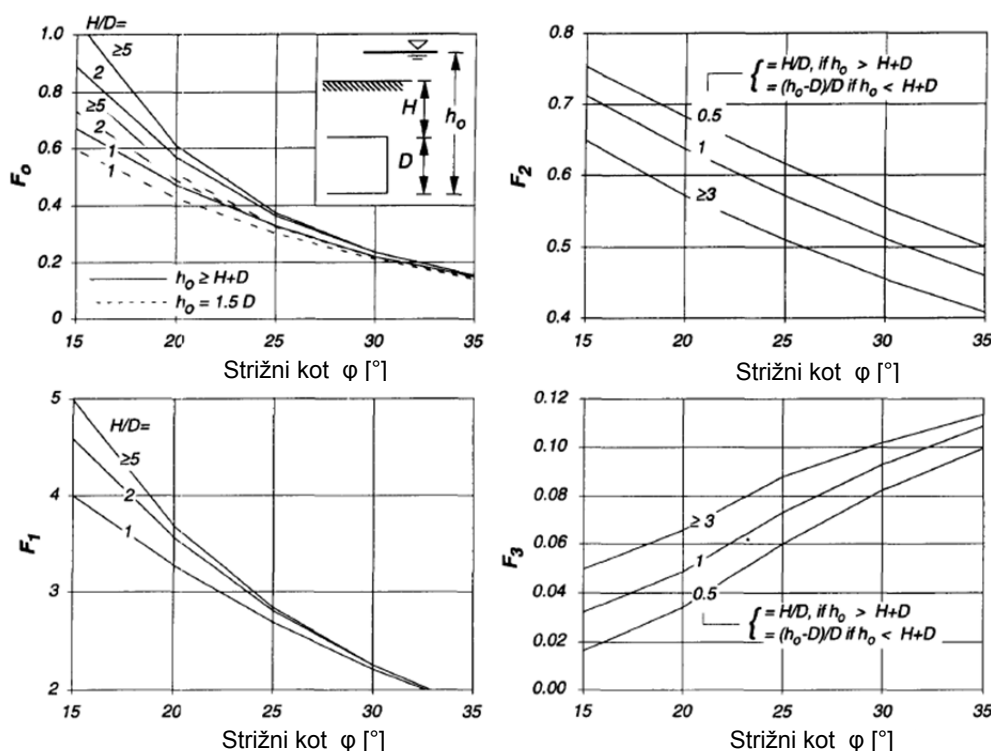 H/D=
1.0
0.8
0.6
0.4
0.2
0
F₀
≥5
2
≥5
2
1
1
H
D
h₀
h₀ ≥ H+D
h₀ = 1.5 D
15 20 25 30 35
Strižni kot φ [°]
0.8
0.7
0.6
0.5
0.4
F₂
{ = H/D, if h₀ > H+D
= (h₀-D)/D if h₀ < H+D
0.5
1
≥3
15 20 25 30 35
Strižni kot φ [°]
5
4
3
2
F₁
H/D=
≥5
2
1
15 20 25 30 35
Strižni kot φ [°]
0.12
0.10
0.08
0.06
0.04
0.02
0.00
F₃
≥ 3
1
0.5
{ = H/D, if h₀ > H+D
= (h₀-D)/D if h₀ < H+D
15 20 25 30 35
Strižni kot φ [°]